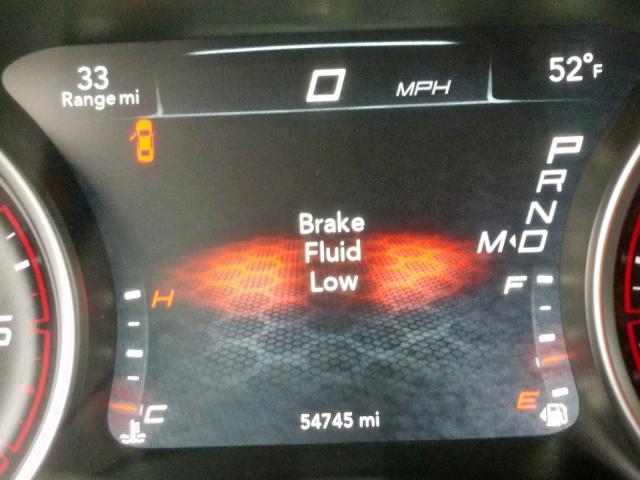 33
Range mi
0 MPH
52°F
P
R
N
M D
Brake
Fluid
Low
H
C
F
E
54745 mi